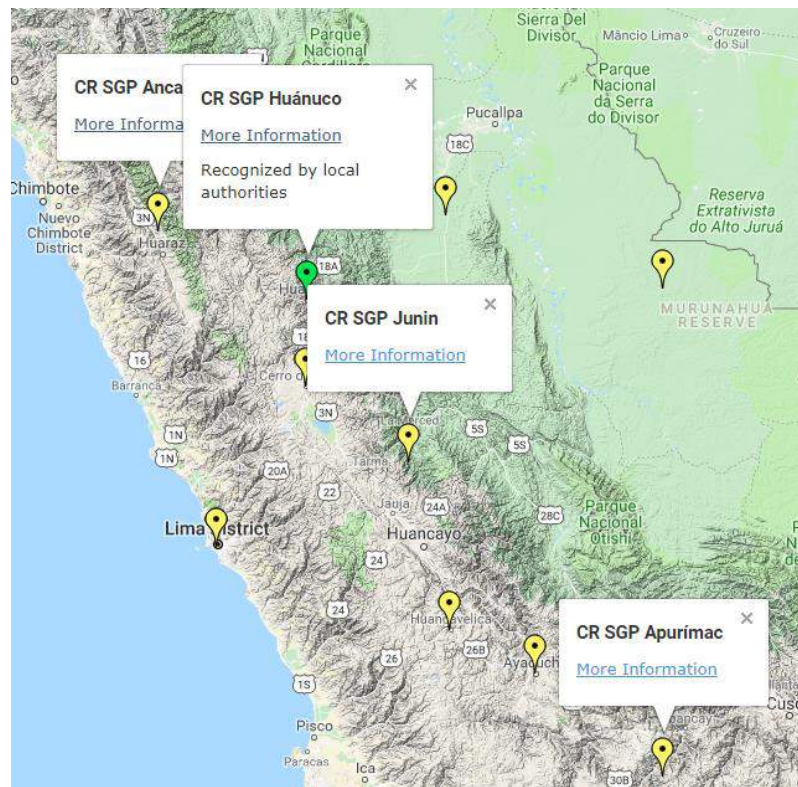 Parque
Nacional
Sierra Del
Divisor
Mâncio Lima
Cruzeiro
do Sul
CR SGP Anca
More Informa
CR SGP Huánuco
×
More Information
Recognized by local
authorities
Parque
Nacional
da Serra
do Divisor
Pucallpa
18C
Chimbote
Nuevo
Chimbote
District
3N
Huaraz
Reserva
Extrativista
do Alto Juruá
18A
MURUNAHUA
RESERVE
CR SGP Junin
×
More Information
16
Barranca
Cerro d
3N
1N
1N
5S
5S
Tarma
20A
22
Jauja
24A
28C
Parque
Nacional
Otishi
Lima District
Huancayo
24
24
Huancavelica
26B
26
Ayacuch
CR SGP Apurímac
×
More Information
1S
Cusc
Pisco
Paracas
Ica
30B